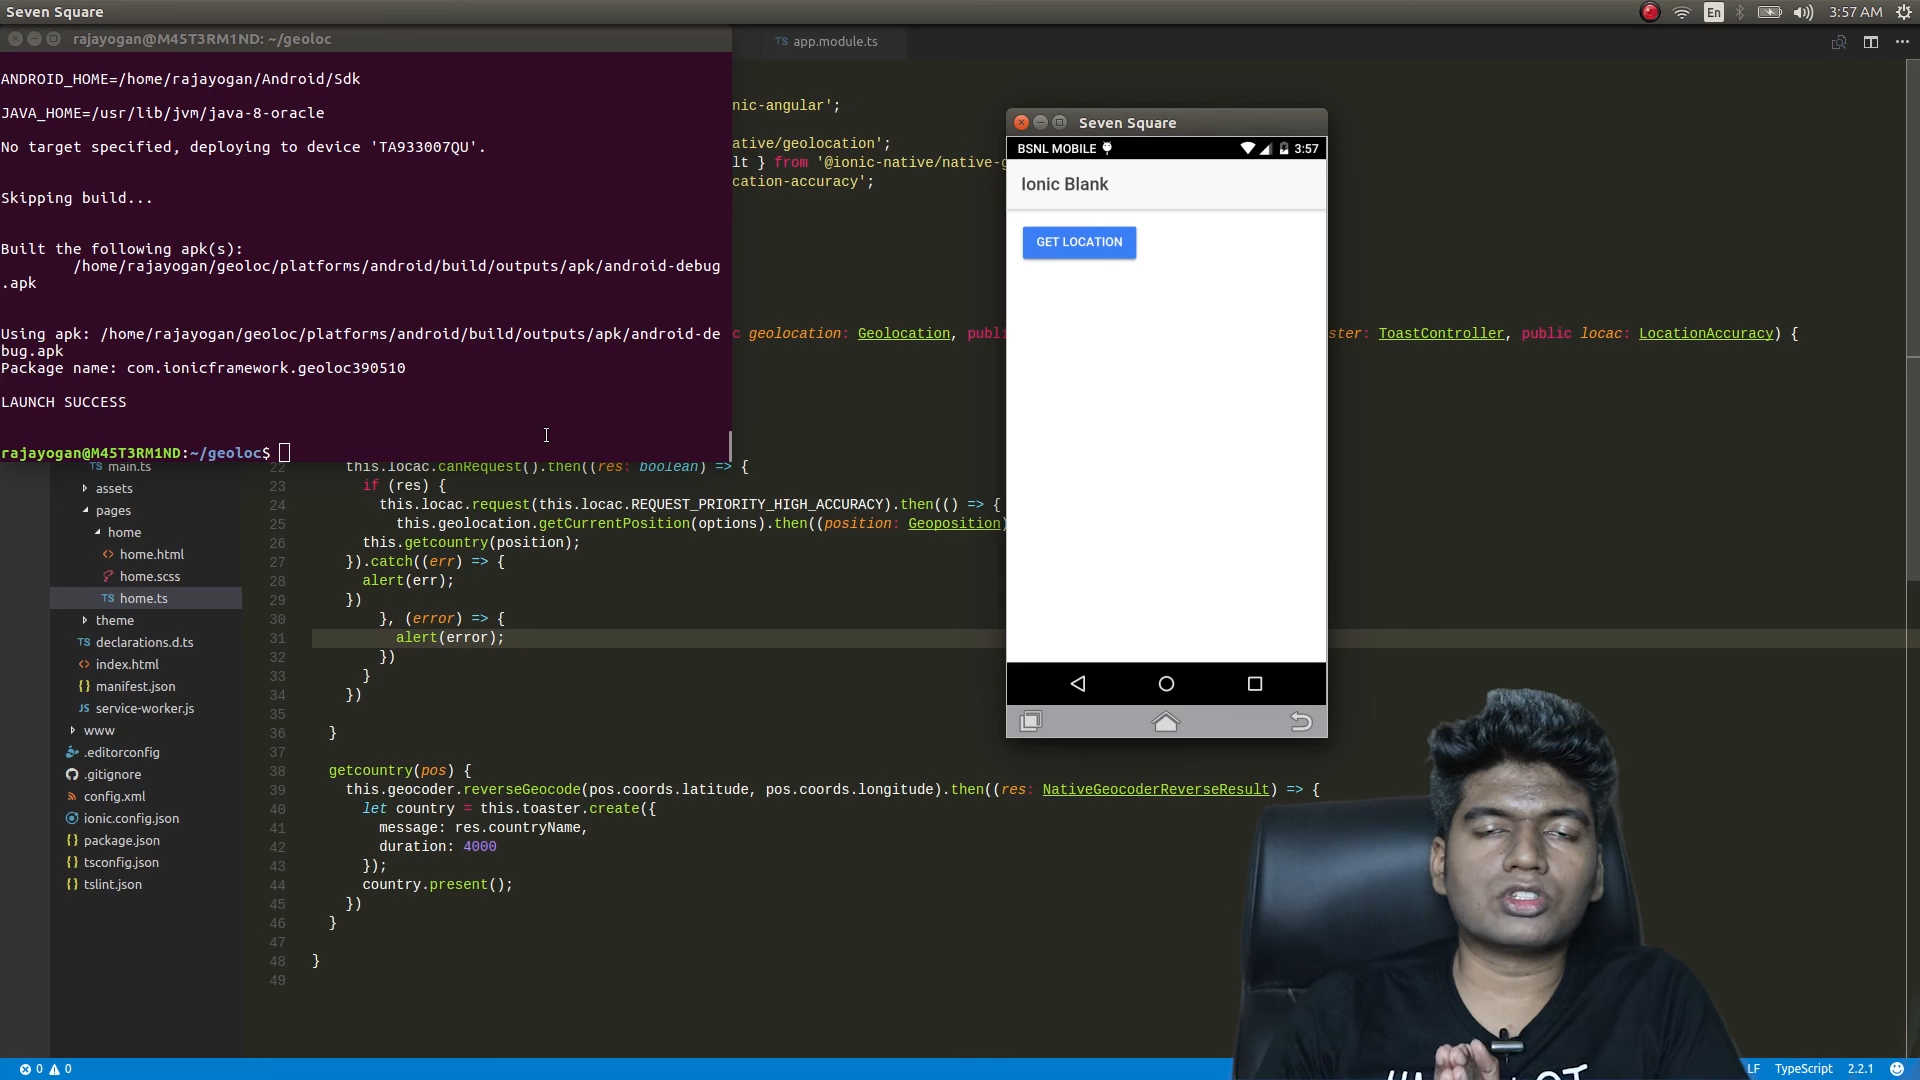 Seven Square
En
3:57 AM
rajayogan@M45T3RM1ND: ~/geoloc
ANDROID_HOME=/home/rajayogan/Android/Sdk
JAVA_HOME=/usr/lib/jvm/java-8-oracle
No target specified, deploying to device 'TA933007QU'.
Skipping build...
Built the following apk(s):
/home/rajayogan/geoloc/platforms/android/build/outputs/apk/android-debug
.apk
Using apk: /home/rajayogan/geoloc/platforms/android/build/outputs/apk/android-de
bug.apk
Package name: com.ionicframework.geoloc390510
LAUNCH SUCCESS
rajayogan@M45T3RM1ND:~/geoloc$
TS main.ts
assets
pages
home
<> home.html
home.scss
TS home.ts
theme
TS declarations.d.ts
<> index.html
{} manifest.json
JS service-worker.js
www
.editorconfig
.gitignore
config.xml
ionic.config.json
{} package.json
{} tsconfig.json
{} tslint.json
TS app.module.ts
nic-angular';
ative/geolocation';
lt } from '@ionic-native/native-g
cation-accuracy';
c geolocation: Geolocation, publi
ster: ToastController, public locac: LocationAccuracy) {
22 this.locac.canRequest().then((res: boolean) => {
23 if (res) {
24 this.locac.request(this.locac.REQUEST_PRIORITY_HIGH_ACCURACY).then(() => {
25 this.geolocation.getCurrentPosition(options).then((position: Geoposition)
26 this.getcountry(position);
27 }).catch((err) => {
28 alert(err);
29 })
30 }, (error) => {
31 alert(error);
32 })
33 }
34 })
35
36 }
37
38 getcountry(pos) {
39 this.geocoder.reverseGeocode(pos.coords.latitude, pos.coords.longitude).then((res: NativeGeocoderReverseResult) => {
40 let country = this.toaster.create({
41 message: res.countryName,
42 duration: 4000
43 });
44 country.present();
45 })
46 }
47
48 }
49
Seven Square
BSNL MOBILE
3:57
Ionic Blank
GET LOCATION
0 0
LF TypeScript 2.2.1